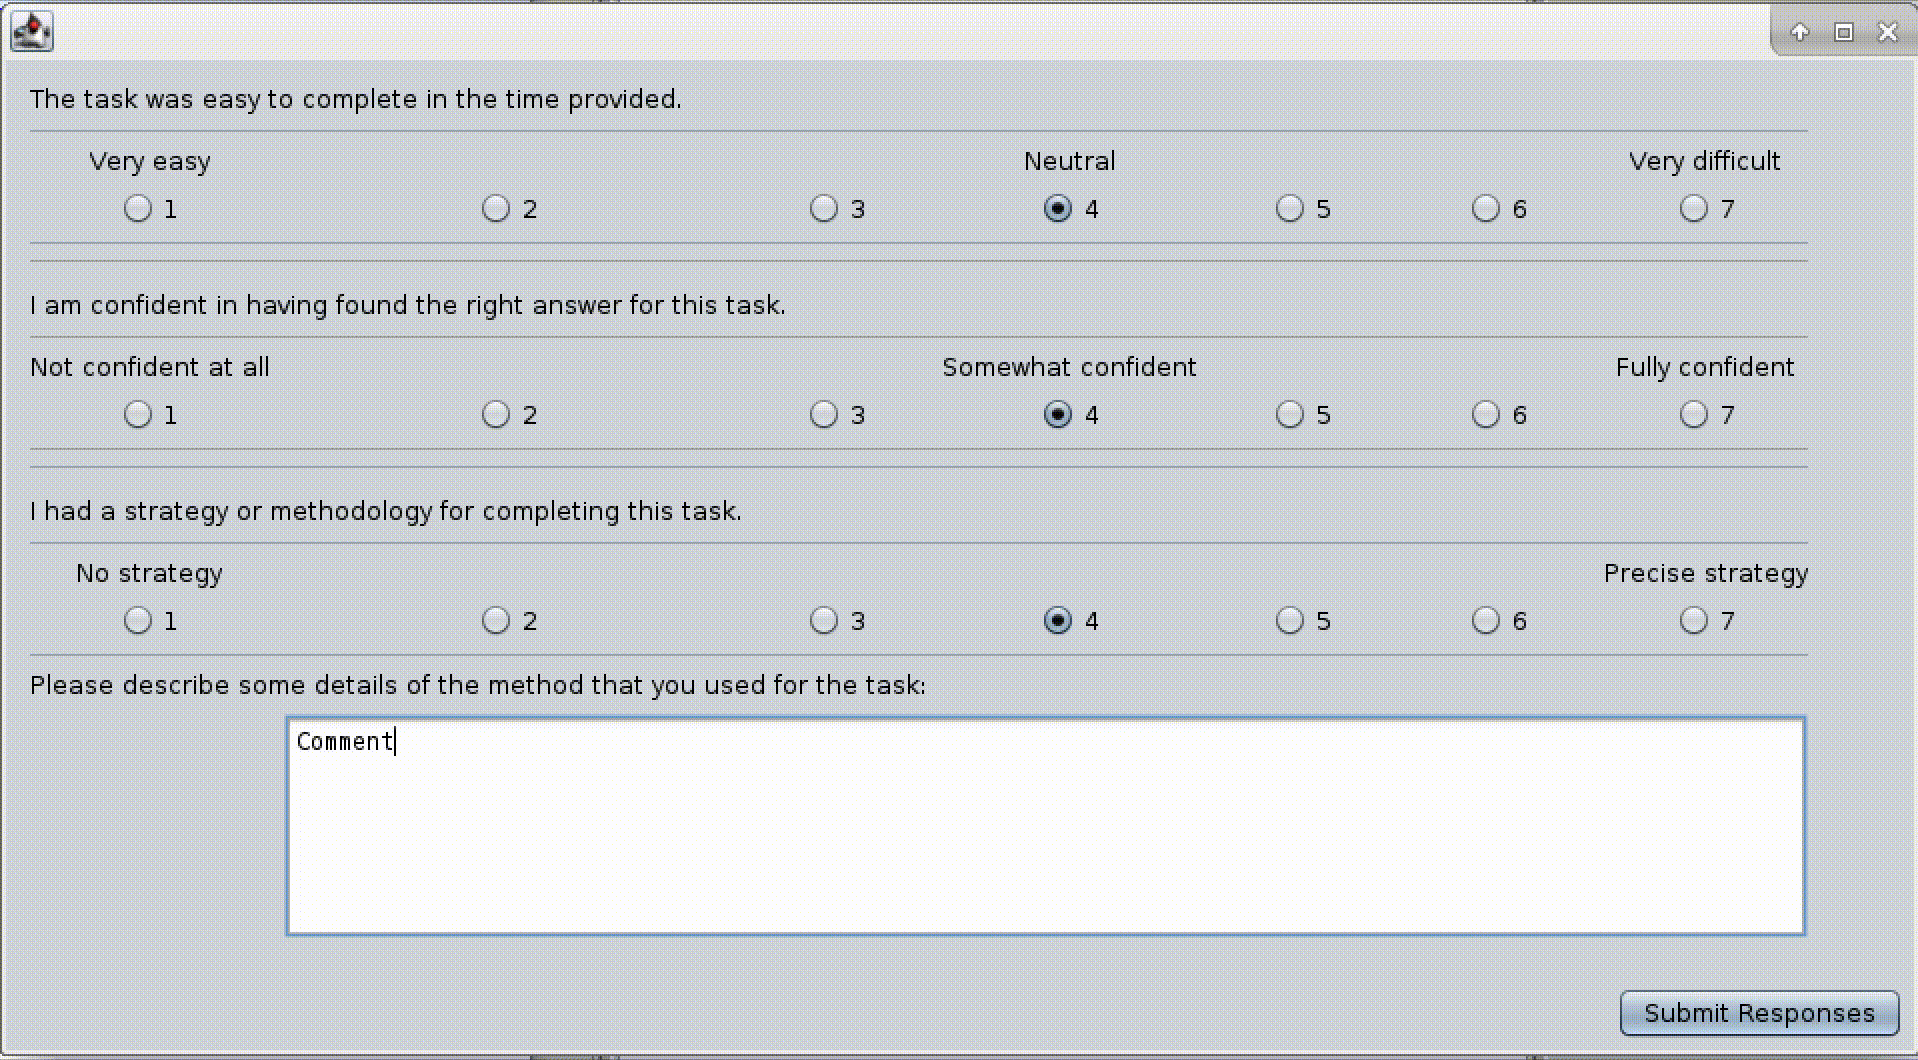 The task was easy to complete in the time provided.
Very easy Neutral Very difficult
1 2 3 4 5 6 7
I am confident in having found the right answer for this task.
Not confident at all Somewhat confident Fully confident
1 2 3 4 5 6 7
I had a strategy or methodology for completing this task.
No strategy Precise strategy
1 2 3 4 5 6 7
Please describe some details of the method that you used for the task:
Comment
Submit Responses